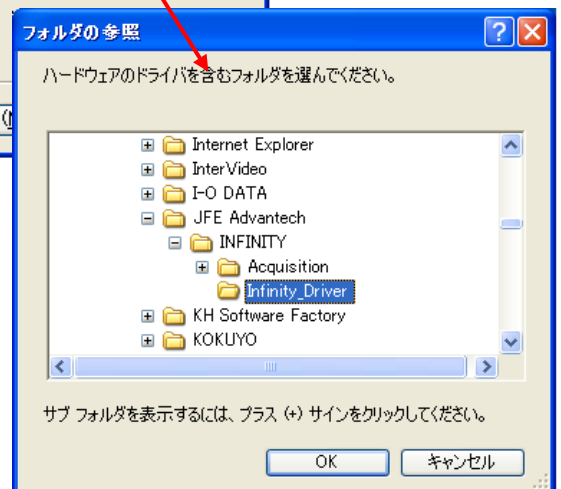 フォルダの参照
ハードウェアのドライバを含むフォルダを選んでください。
Internet Explorer
InterVideo
I-O DATA
JFE Advantech
INFINITY
Acquisition
Infinity_Driver
KH Software Factory
KOKUYO
サブ フォルダを表示するには、プラス (+) サインをクリックしてください。
OK キャンセル